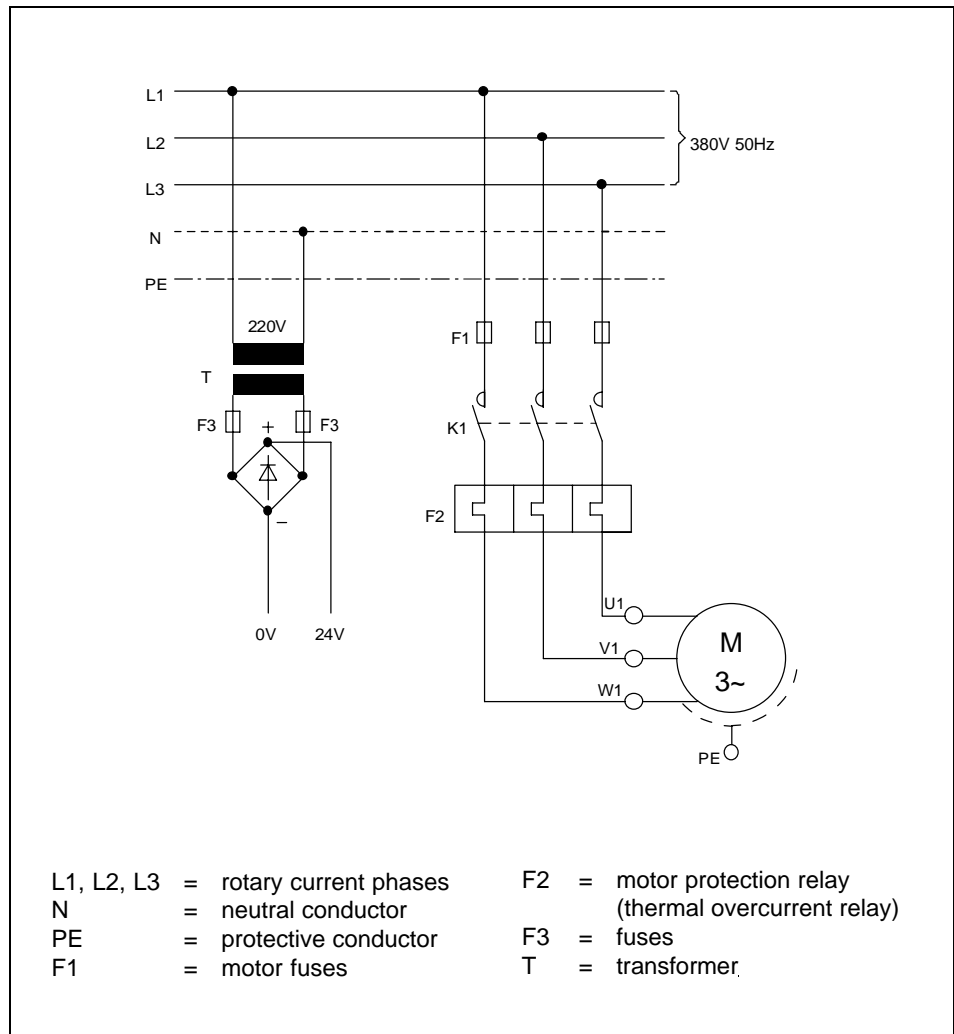 L1
L2
380V 50Hz
L3
N
PE
220V
F1
T
F3
+
F3
K1
–
F2
U1
0V 24V
V1
M
3~
W1
PE
L1, L2, L3 = rotary current phases
N = neutral conductor
PE = protective conductor
F1 = motor fuses
F2 = motor protection relay
(thermal overcurrent relay)
F3 = fuses
T = transformer